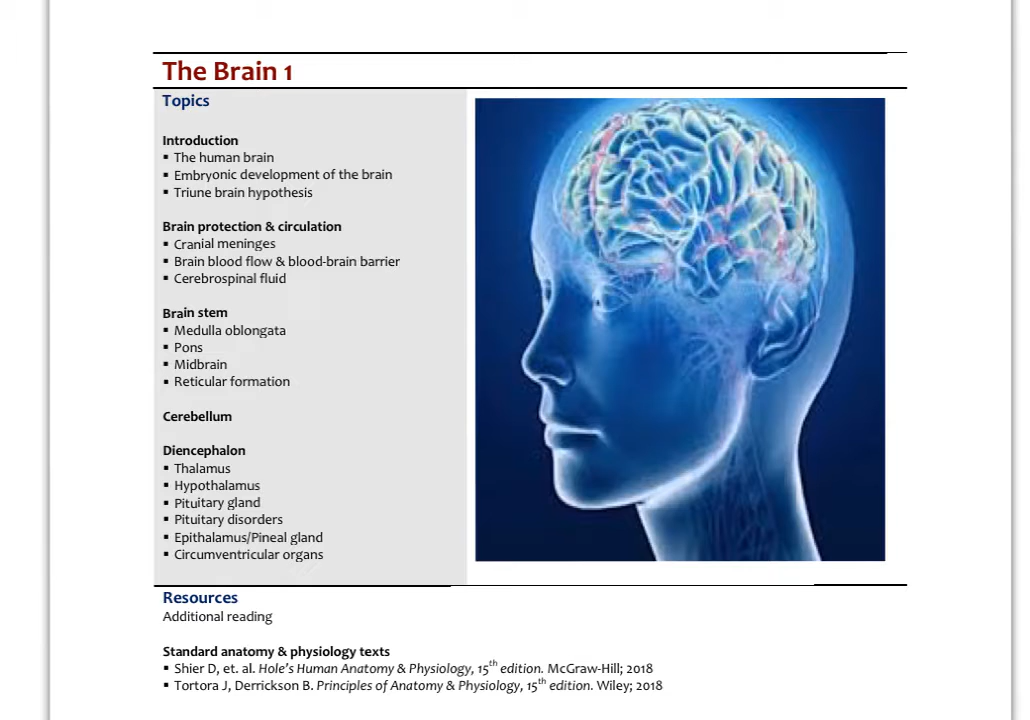 The Brain 1
Topics
Introduction
▪ The human brain
▪ Embryonic development of the brain
▪ Triune brain hypothesis
Brain protection & circulation
▪ Cranial meninges
▪ Brain blood flow & blood-brain barrier
▪ Cerebrospinal fluid
Brain stem
▪ Medulla oblongata
▪ Pons
▪ Midbrain
▪ Reticular formation
Cerebellum
Diencephalon
▪ Thalamus
▪ Hypothalamus
▪ Pituitary gland
▪ Pituitary disorders
▪ Epithalamus/Pineal gland
▪ Circumventricular organs
Resources
Additional reading
Standard anatomy & physiology texts
▪ Shier D, et. al. Hole's Human Anatomy & Physiology, 15th edition. McGraw-Hill; 2018
▪ Tortora J, Derrickson B. Principles of Anatomy & Physiology, 15th edition. Wiley; 2018